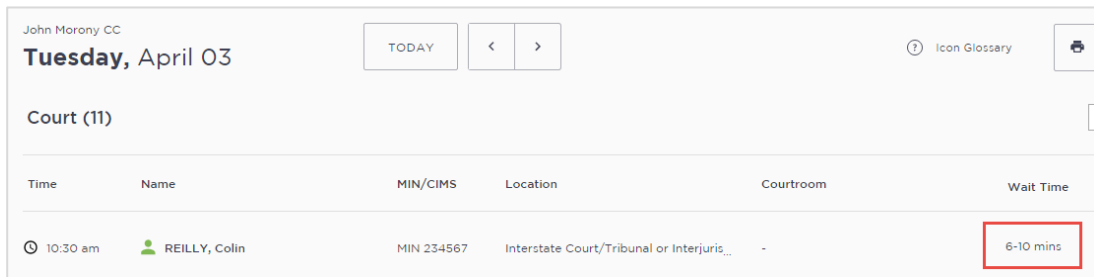 John Morony CC
Tuesday, April 03
TODAY
< >
? Icon Glossary
Court (11)
Time Name MIN/CIMS Location Courtroom Wait Time
10:30 am REILLY, Colin MIN 234567 Interstate Court/Tribunal or Interjuris... - 6-10 mins